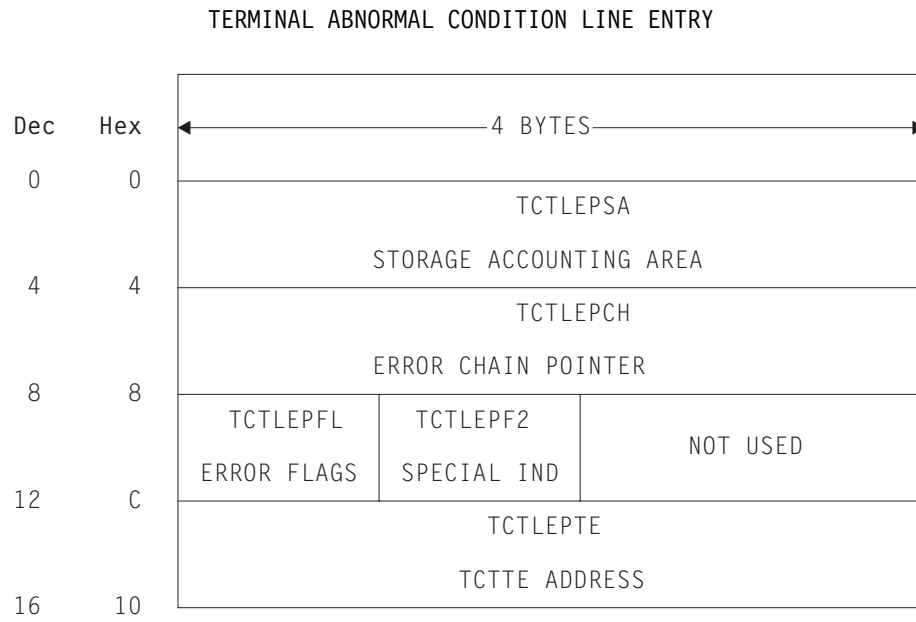 TERMINAL ABNORMAL CONDITION LINE ENTRY
Dec Hex 4 BYTES
0 0
TCTLEPSA
STORAGE ACCOUNTING AREA
4 4
TCTLEPCH
ERROR CHAIN POINTER
8 8
TCTLEPFL TCTLEPF2
NOT USED
ERROR FLAGS SPECIAL IND
12 C
TCTLEPTE
TCTTE ADDRESS
16 10